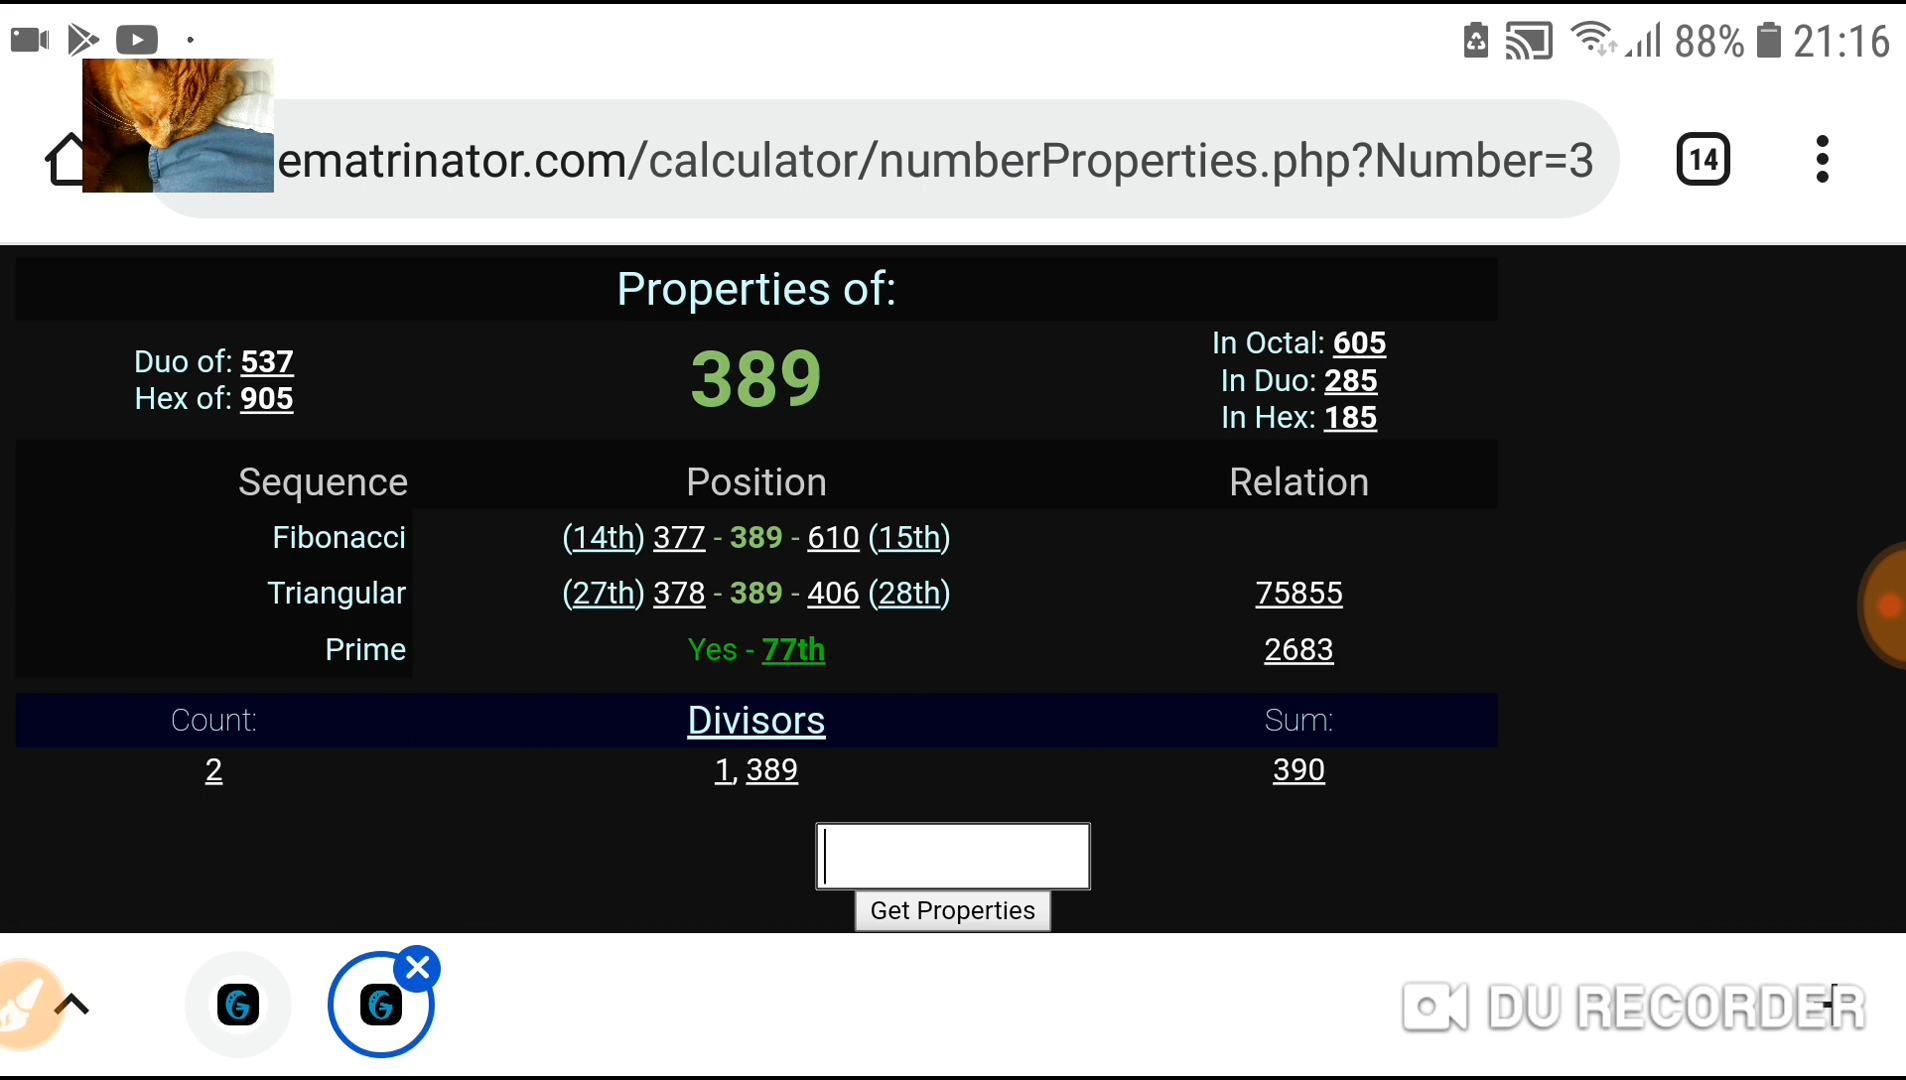 88% 21:16
ematrinator.com/calculator/numberProperties.php?Number=3
14
Properties of:
Duo of: 537
Hex of: 905
389
In Octal: 605
In Duo: 285
In Hex: 185
Sequence Position Relation
Fibonacci (14th) 377 - 389 - 610 (15th)
Triangular (27th) 378 - 389 - 406 (28th) 75855
Prime Yes - 77th 2683
Count: Divisors Sum:
2 1, 389 390
Get Properties
DU RECORDER